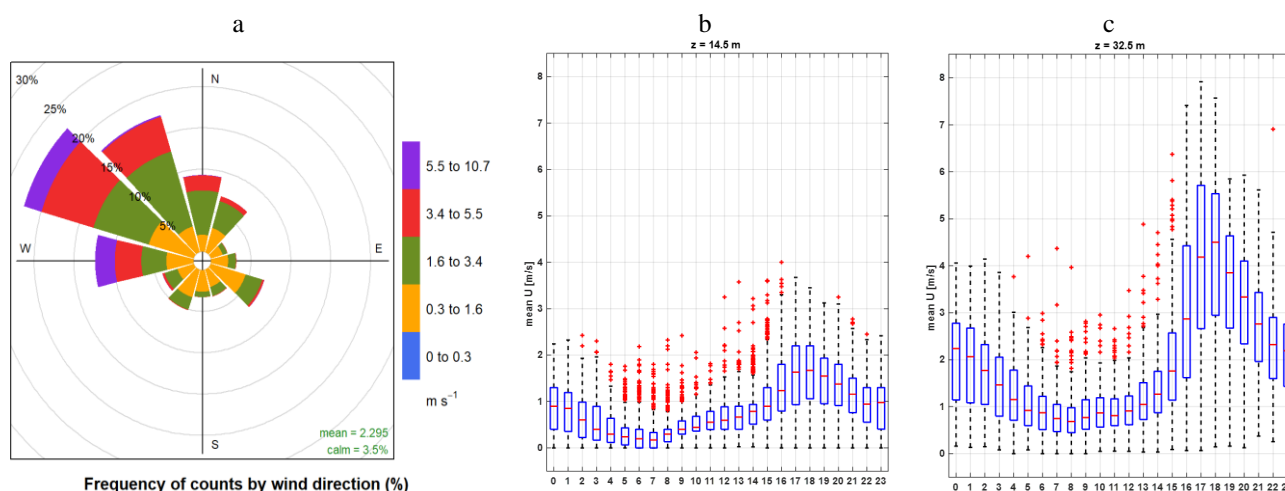 a
b
c
z = 14.5 m
z = 32.5 m
30%
25%
20%
15%
10%
5%
N
W
E
S
5.5 to 10.7
3.4 to 5.5
1.6 to 3.4
0.3 to 1.6
0 to 0.3
m s⁻¹
mean = 2.295
calm = 3.5%
Frequency of counts by wind direction (%)
mean U [m/s]
8
7
6
5
4
3
2
1
0
0 1 2 3 4 5 6 7 8 9 10 11 12 13 14 15 16 17 18 19 20 21 22 23
mean U [m/s]
8
7
6
5
4
3
2
1
0
0 1 2 3 4 5 6 7 8 9 10 11 12 13 14 15 16 17 18 19 20 21 22